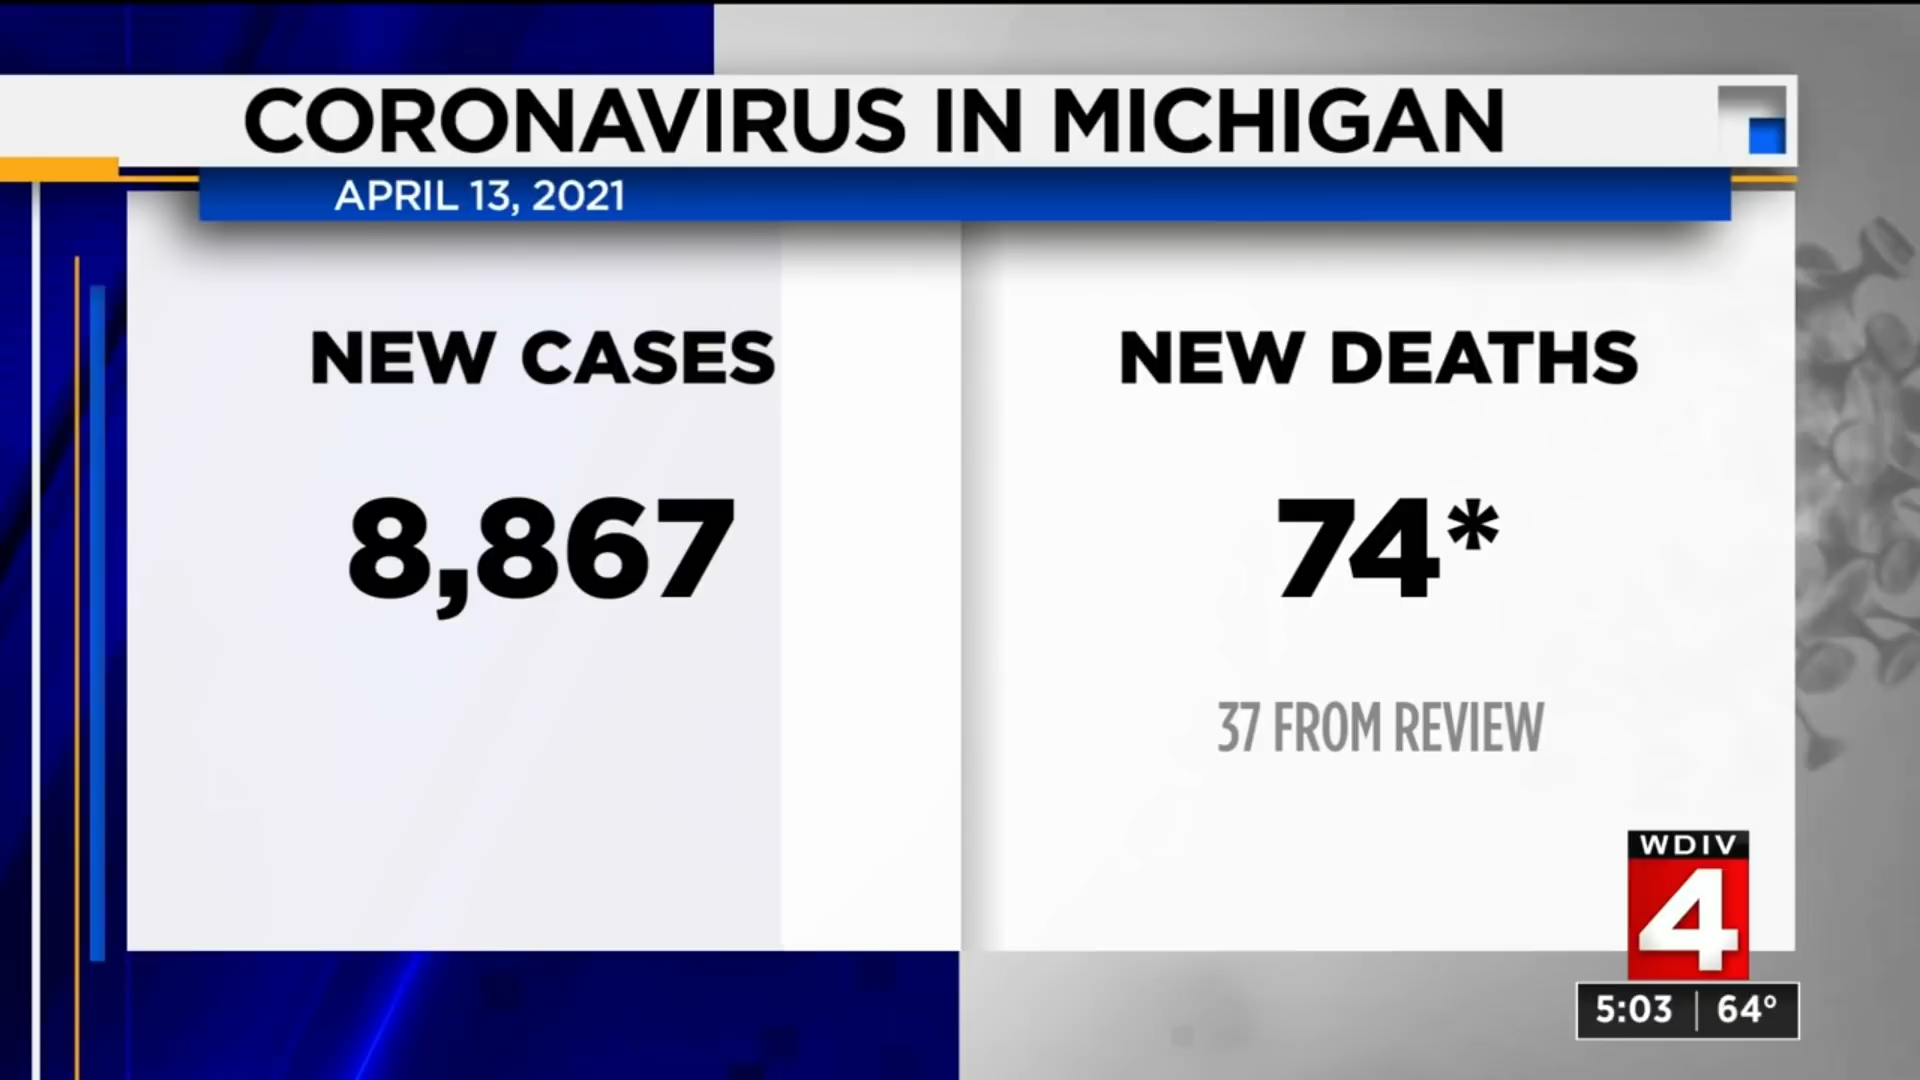 CORONAVIRUS IN MICHIGAN
APRIL 13, 2021
NEW CASES
8,867
NEW DEATHS
74*
37 FROM REVIEW
WDIV
4
5:03 64°